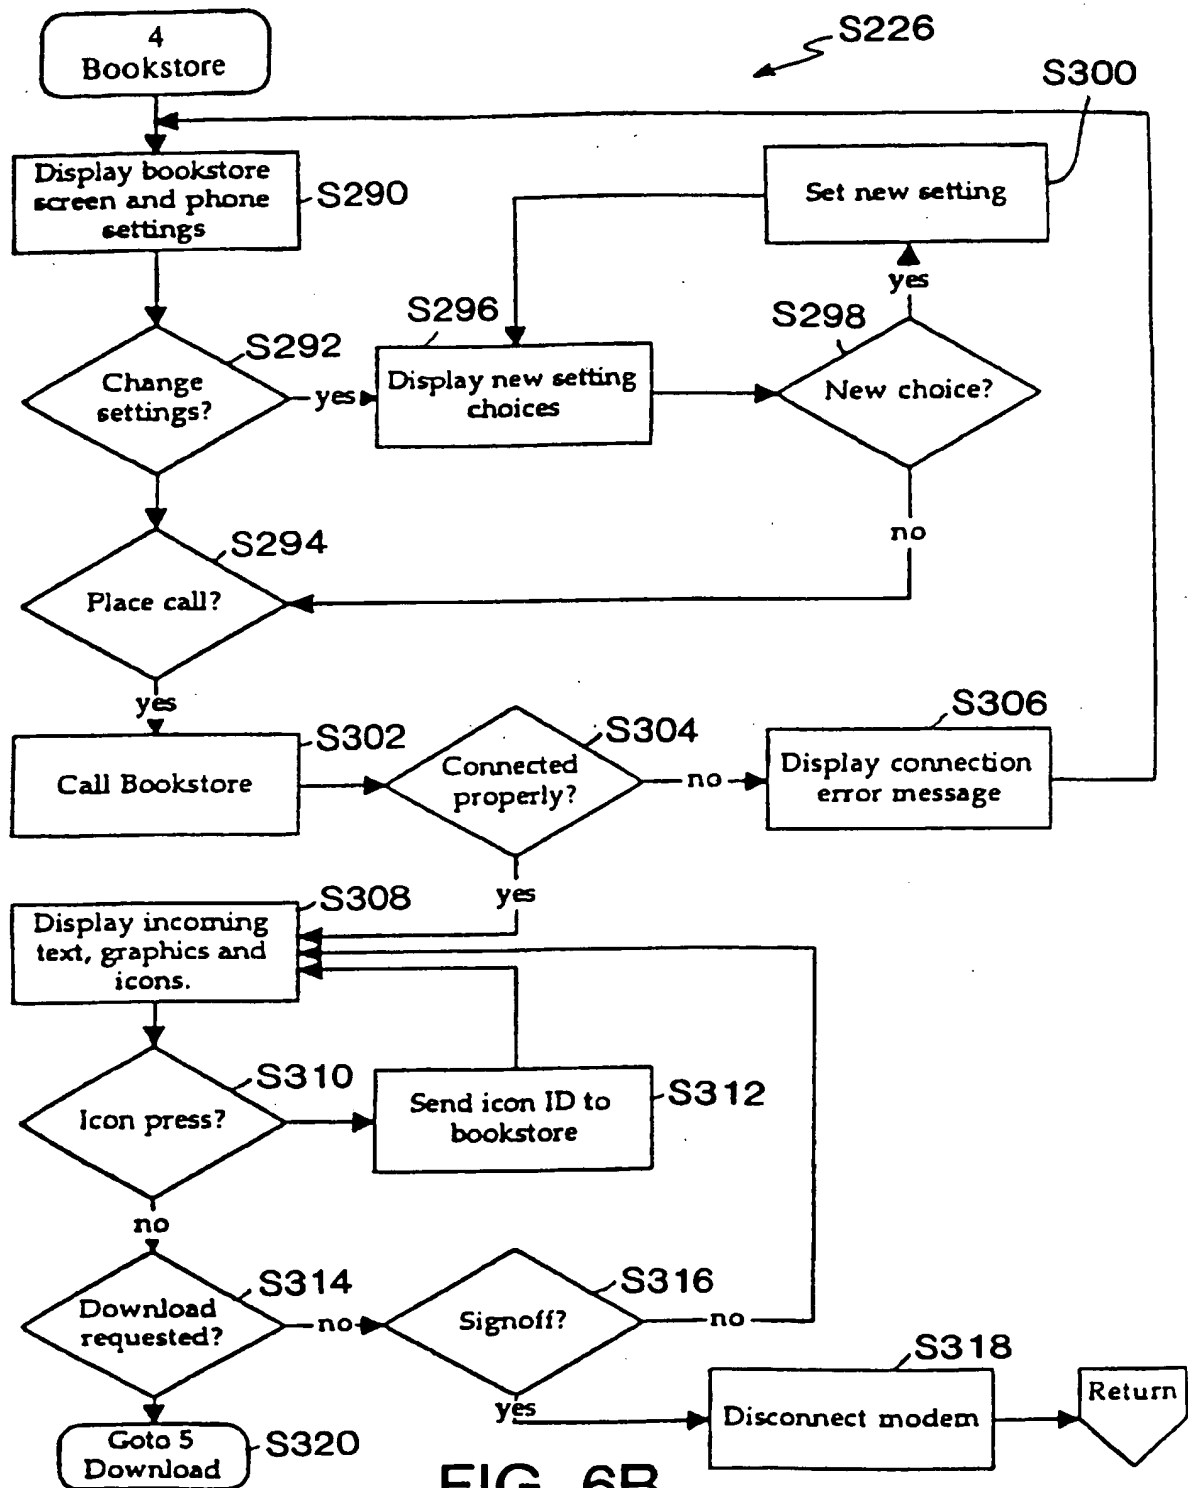 4
Bookstore
S226
S300
Display bookstore
screen and phone
settings
S290
Set new setting
yes
S296
S298
S292
Change
settings?
yes
Display new setting
choices
New choice?
no
S294
Place call?
yes
S302
Call Bookstore
S304
Connected
properly?
no
S306
Display connection
error message
yes
S308
Display incoming
text, graphics and
icons.
S310
Icon press?
Send icon ID to
bookstore
S312
no
S314
Download
requested?
no
S316
Signoff?
no
yes
S318
Disconnect modem
Return
Goto 5
Download
S320
FIG. 6B